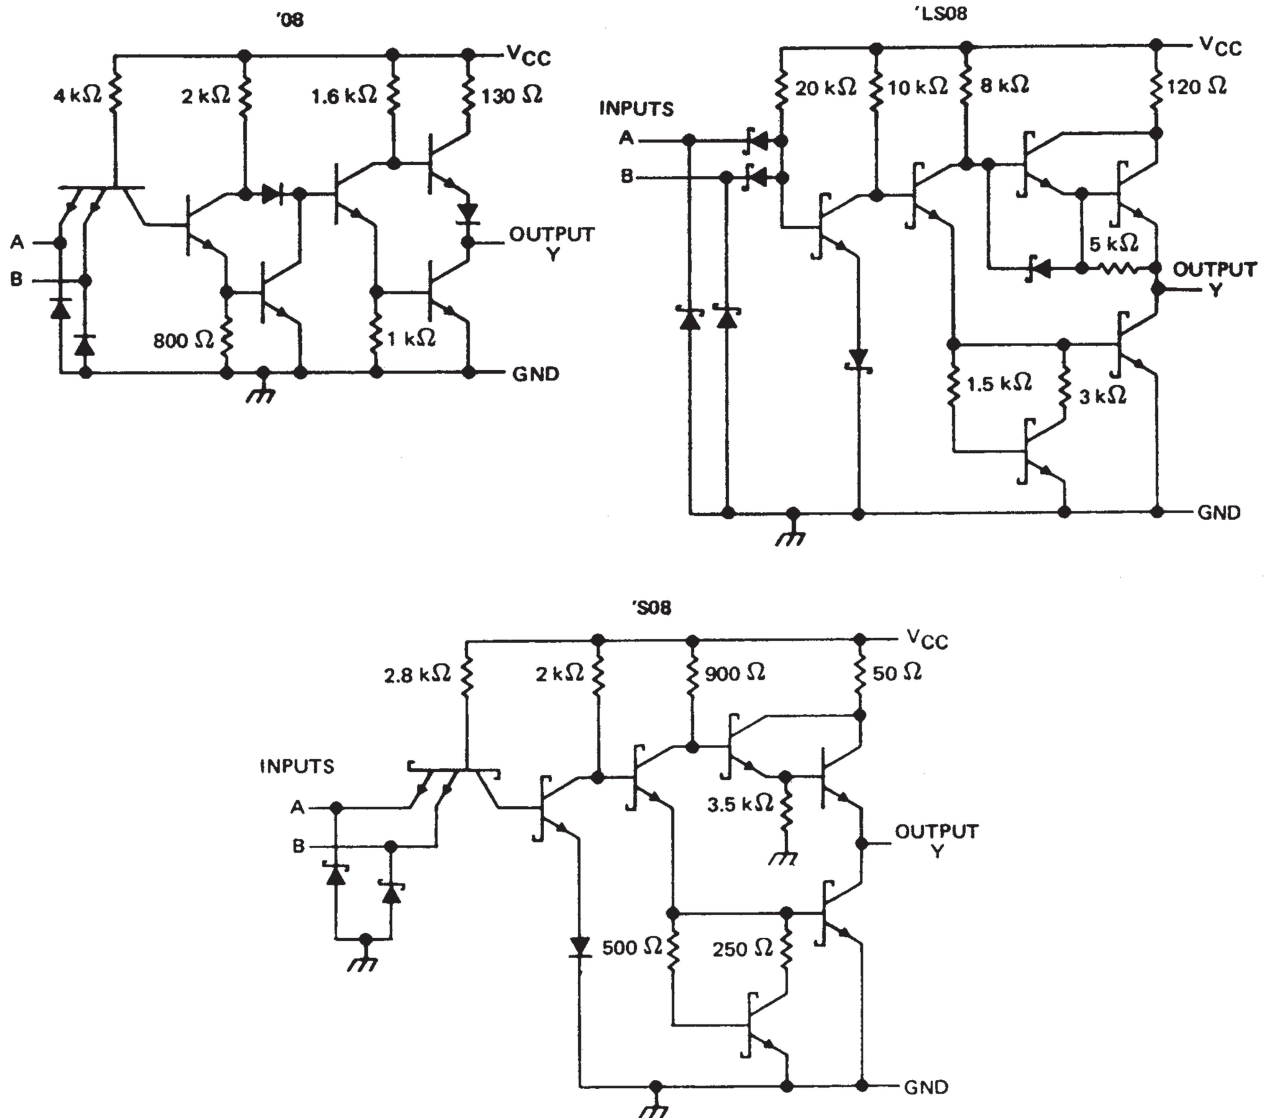 '08
VCC
4 kΩ
2 kΩ
1.6 kΩ
130 Ω
A
B
OUTPUT
Y
800 Ω
1 kΩ
GND
'LS08
VCC
20 kΩ
10 kΩ
8 kΩ
120 Ω
INPUTS
A
B
5 kΩ
OUTPUT
Y
1.5 kΩ
3 kΩ
GND
'S08
VCC
2.8 kΩ
2 kΩ
900 Ω
50 Ω
INPUTS
A
B
3.5 kΩ
OUTPUT
Y
500 Ω
250 Ω
GND